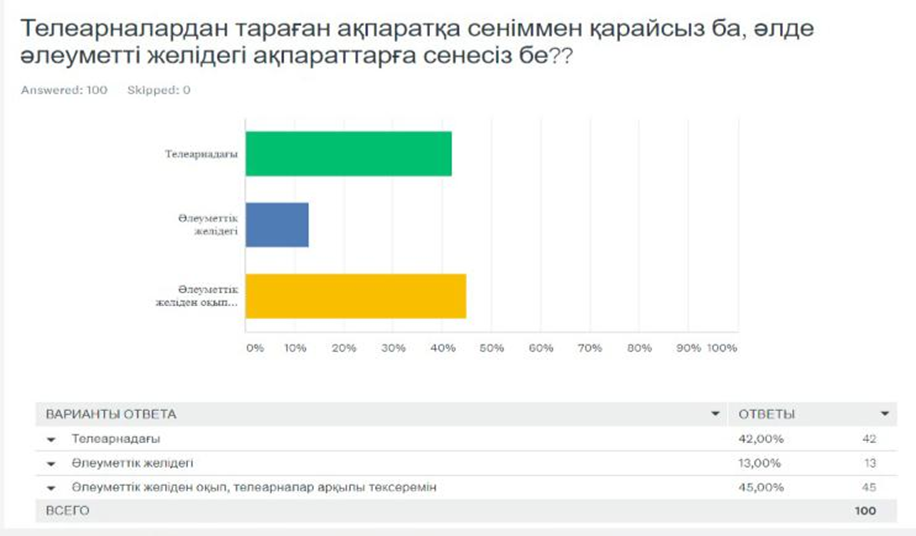 Телеарналардан тараған ақпаратқа сеніммен қарайсыз ба, әлде
әлеуметті желідегі ақпараттарға сенесіз бе??
Answered: 100 Skipped: 0
Телеарнадағы
Әлеуметтік
желідегі
Әлеуметтік
желіден оқып...
0% 10% 20% 30% 40% 50% 60% 70% 80% 90% 100%
ВАРИАНТЫ ОТВЕТА ОТВЕТЫ
Телеарнадағы 42,00% 42
Әлеуметтік желідегі 13,00% 13
Әлеуметтік желіден оқып, телеарналар арқылы тексеремін 45,00% 45
ВСЕГО 100